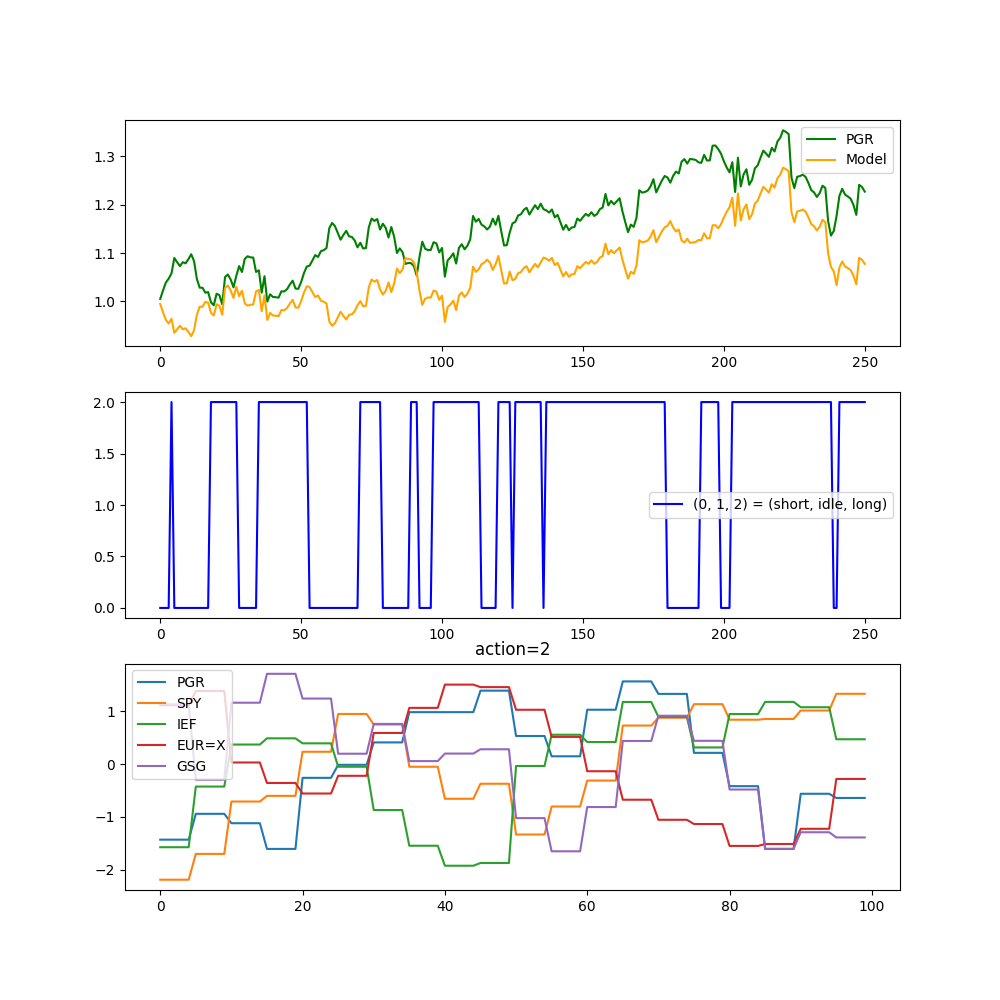 1.3
1.2
1.1
1.0
PGR
Model
0 50 100 150 200 250
2.0
1.5
1.0
0.5
0.0
(0, 1, 2) = (short, idle, long)
0 50 100 150 200 250
action=2
1
0
−1
−2
PGR
SPY
IEF
EUR=X
GSG
0 20 40 60 80 100